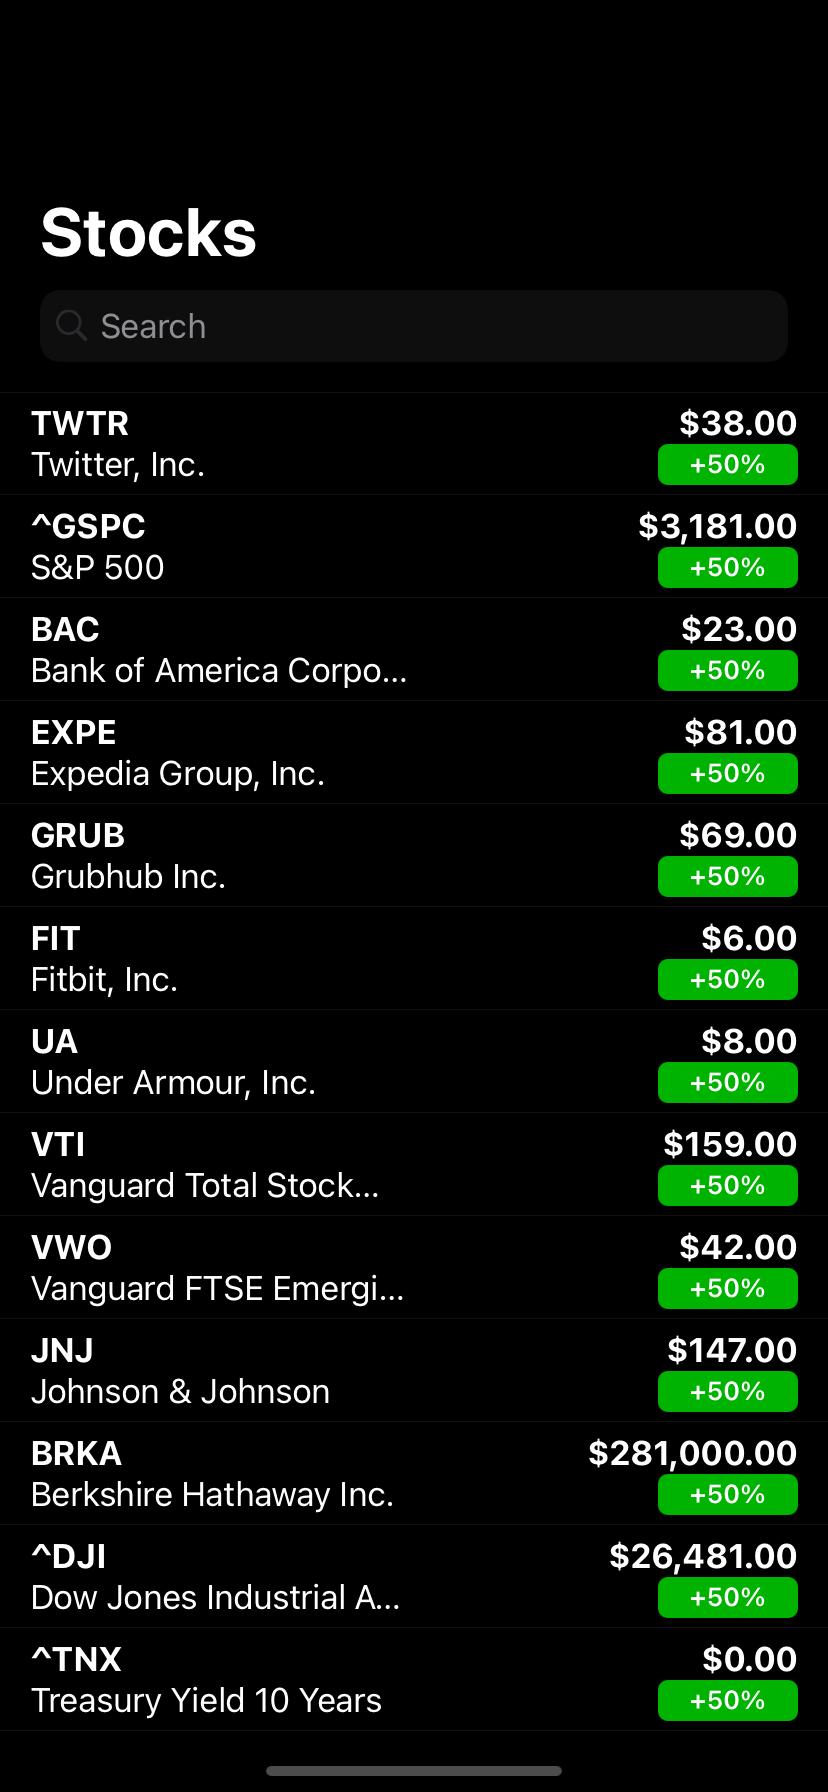 Stocks
Search
TWTR
$38.00
Twitter, Inc.
+50%
^GSPC
$3,181.00
S&P 500
+50%
BAC
$23.00
Bank of America Corpo...
+50%
EXPE
$81.00
Expedia Group, Inc.
+50%
GRUB
$69.00
Grubhub Inc.
+50%
FIT
$6.00
Fitbit, Inc.
+50%
UA
$8.00
Under Armour, Inc.
+50%
VTI
$159.00
Vanguard Total Stock...
+50%
VWO
$42.00
Vanguard FTSE Emergi...
+50%
JNJ
$147.00
Johnson & Johnson
+50%
BRKA
$281,000.00
Berkshire Hathaway Inc.
+50%
^DJI
$26,481.00
Dow Jones Industrial A...
+50%
^TNX
$0.00
Treasury Yield 10 Years
+50%